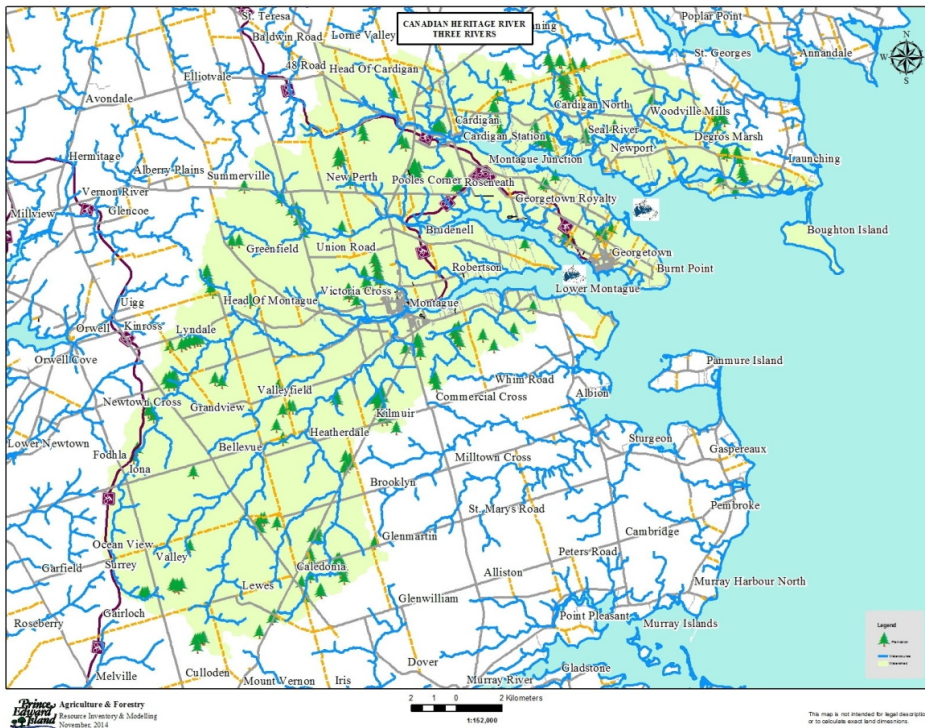 CANADIAN HERITAGE RIVER
THREE RIVERS
St. Teresa
Baldwin Road
Lorne Valley
Poplar Point
48 Road
Head Of Cardigan
St. Georges
Annandale
N
W
E
S
Elliotvale
Avondale
Cardigan
Cardigan North
Woodville Mills
Cardigan Station
Seal River
Degros Marsh
Newport
Hermitage
Montague Junction
Launching
Alberry Plains
Summerville
New Perth
Pooles Corner
Roseneath
Vernon River
Georgetown Royalty
Millview
Glencoe
Brudenell
Boughton Island
Greenfield
Union Road
Georgetown
Robertson
Burnt Point
Victoria Cross
Lower Montague
Uigg
Head Of Montague
Montague
Orwell
Kinross
Lyndale
Orwell Cove
Panmure Island
Whim Road
Valleyfield
Albion
Newtown Cross
Grandview
Commercial Cross
Kilmuir
Lower Newtown
Bellevue
Heatherdale
Sturgeon
Fodhla
Gaspereaux
Iona
Milltown Cross
Brooklyn
Pembroke
St. Marys Road
Cambridge
Ocean View
Glenmartin
Valley
Peters Road
Garfield
Surrey
Caledonia
Alliston
Lewes
Murray Harbour North
Glenwilliam
Gairloch
Point Pleasant
Roseberry
Murray Islands
Dover
Culloden
Gladstone
Melville
Mount Vernon
Iris
Murray River
Legend
Watercourse
Watershed
Prince Edward Island
Agriculture & Forestry
Resource Inventory & Modelling
November, 2014
2 1 0 2 Kilometers
1:152,000
This map is not intended for legal descriptio
or to calculate exact land dimensions.